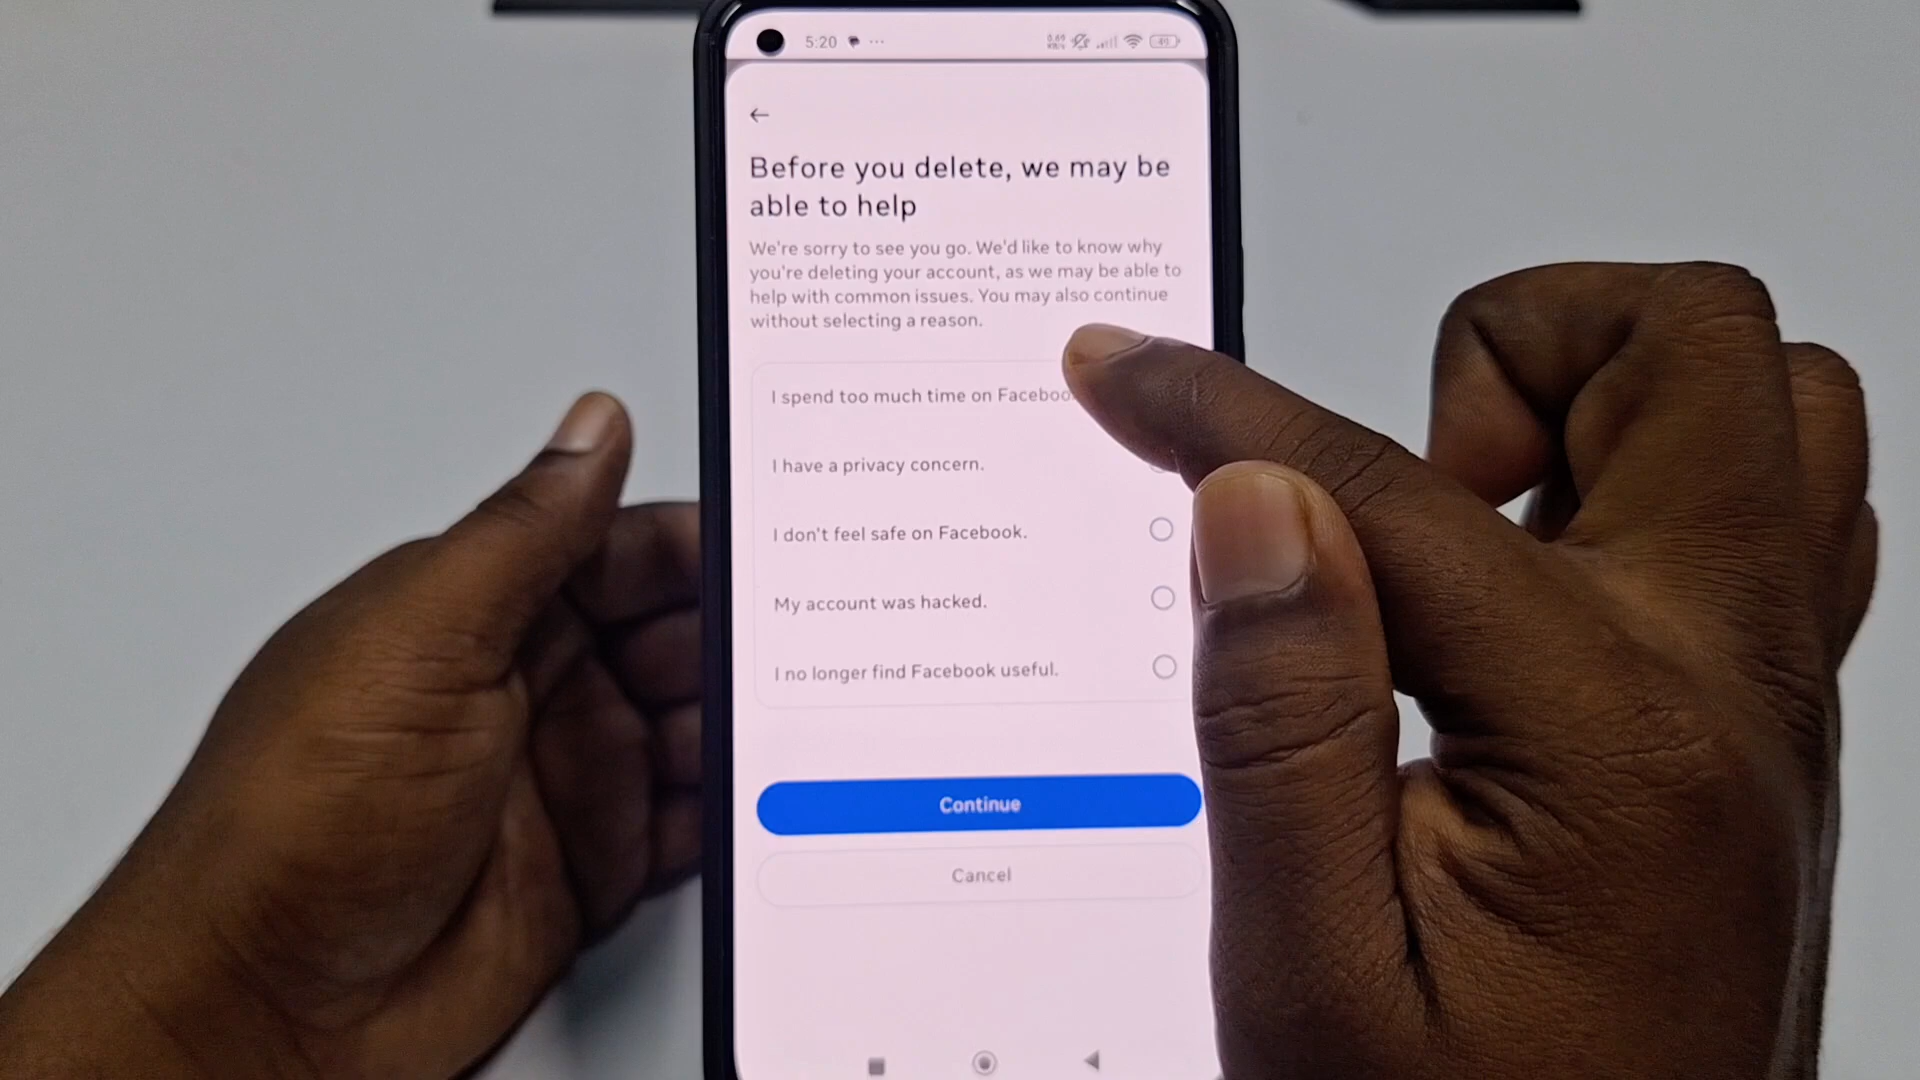 5:20
Before you delete, we may be
able to help
We're sorry to see you go. We'd like to know why
you're deleting your account, as we may be able to
help with common issues. You may also continue
without selecting a reason.
I spend too much time on Faceboo
I have a privacy concern.
I don't feel safe on Facebook.
My account was hacked.
I no longer find Facebook useful.
Continue
Cancel